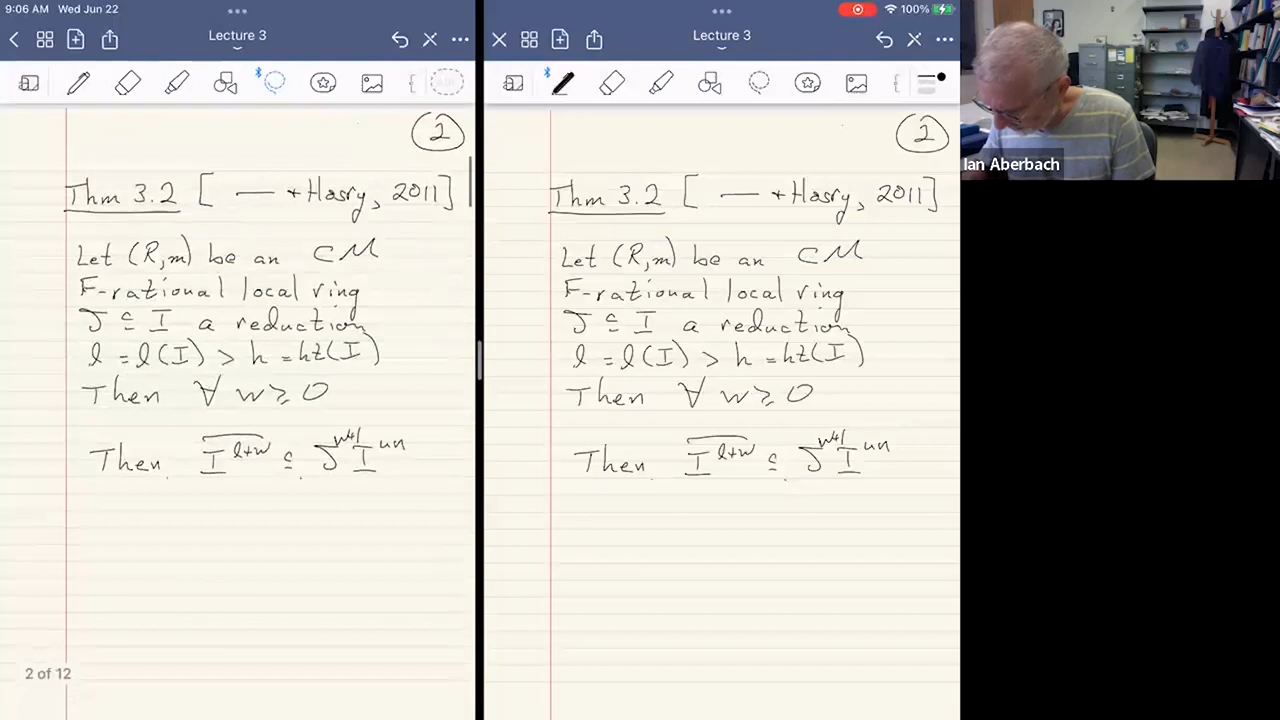 9:06 AM Wed Jun 22
100%
Lecture 3
2
Thm 3.2 [ — + Hasry, 2011]
Let (R,m) be an CM
F-rational local ring
J ⊆ I a reduction
l = l(I) > h = ht(I)
Then ∀ w ≥ 0
Then \overline{I^{l+w}} ⊆ J^{w+1} I^{un}
2 of 12
Lecture 3
2
Thm 3.2 [ — + Hasry, 2011]
Let (R,m) be an CM
F-rational local ring
J ⊆ I a reduction
l = l(I) > h = ht(I)
Then ∀ w ≥ 0
Then \overline{I^{l+w}} ⊆ J^{w+1} I^{un}
Ian Aberbach